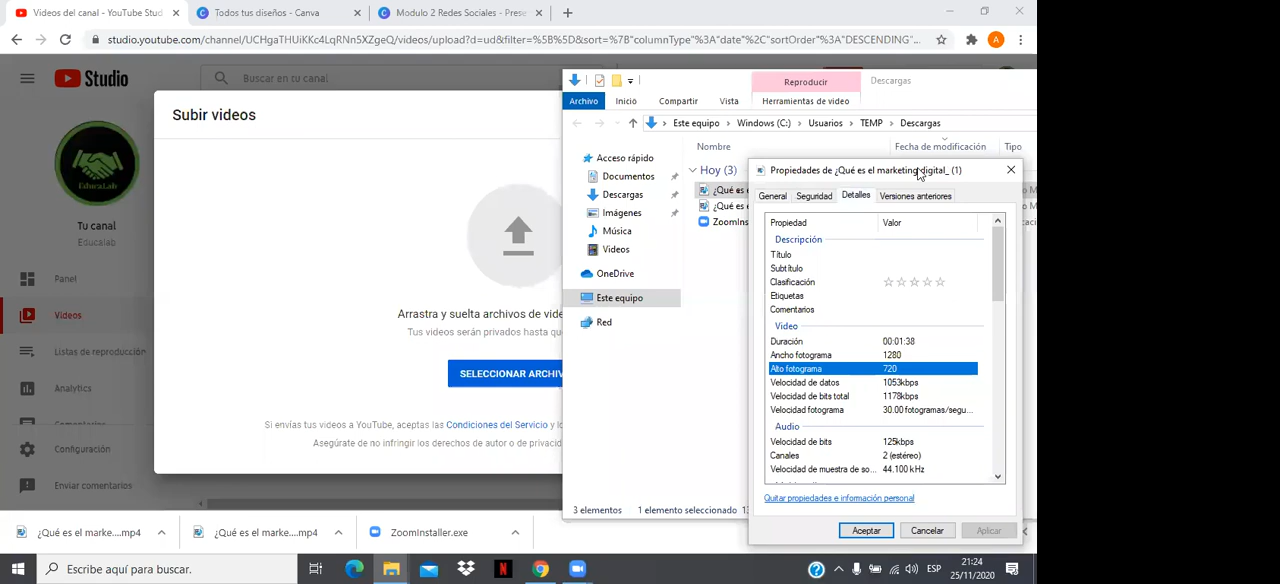 Videos del canal - YouTube Stud
Todos tus diseños - Canva
Modulo 2 Redes Sociales - Prese
studio.youtube.com/channel/UCHgaTHUiKKc4LqRNn5XZgeQ/videos/upload?d=ud&filter=%5B%5D&sort=%7B"columnType"%3A"date"%2C"sortOrder"%3A"DESCENDING"...
A
Studio
Buscar en tu canal
EducaLab
Tu canal
Educalab
Panel
Videos
Listas de reproducción
Analytics
Configuración
Enviar comentarios
Subir videos
Arrastra y suelta archivos de vide
Tus videos serán privados hasta qu
SELECCIONAR ARCHIV
Si envías tus videos a YouTube, aceptas las Condiciones del Servicio y lo
Asegúrate de no infringir los derechos de autor o de privacid
Reproducir
Descargas
Archivo
Inicio
Compartir
Vista
Herramientas de video
Este equipo
Windows (C:)
Usuarios
TEMP
Descargas
Nombre
Fecha de modificación
Tipo
Acceso rápido
Documentos
Descargas
Imágenes
Música
Videos
OneDrive
Este equipo
Red
Hoy (3)
¿Qué es e
¿Qué es e
ZoomIns
3 elementos
1 elemento seleccionado
Propiedades de ¿Qué es el marketing digital_ (1)
General
Seguridad
Detalles
Versiones anteriores
Propiedad Valor
Descripción
Título
Subtítulo
Clasificación
Etiquetas
Comentarios
Video
Duración 00:01:38
Ancho fotograma 1280
Alto fotograma 720
Velocidad de datos 1053kbps
Velocidad de bits total 1178kbps
Velocidad fotograma 30.00 fotogramas/segu...
Audio
Velocidad de bits 125kbps
Canales 2 (estéreo)
Velocidad de muestra de so... 44.100 kHz
Quitar propiedades e información personal
Aceptar
Cancelar
Aplicar
¿Qué es el marke....mp4
¿Qué es el marke....mp4
ZoomInstaller.exe
Escribe aquí para buscar.
N
ESP
21:24
25/11/2020